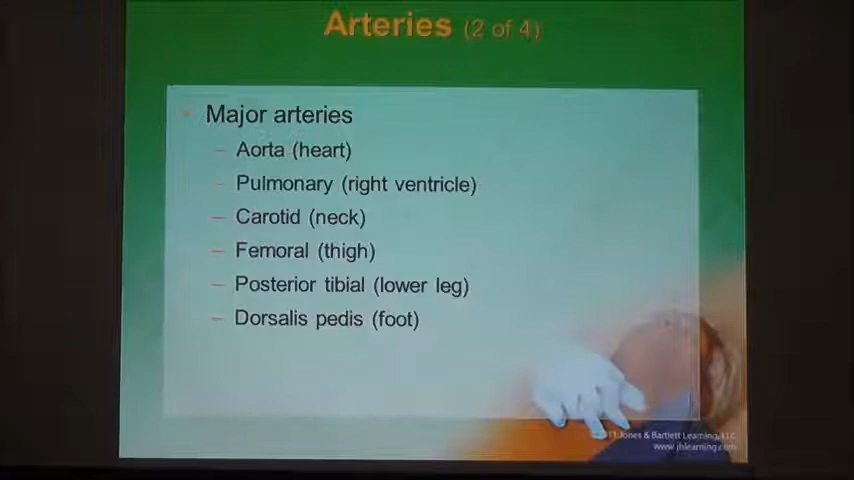 Arteries (2 of 4)
Major arteries
Aorta (heart)
Pulmonary (right ventricle)
Carotid (neck)
Femoral (thigh)
Posterior tibial (lower leg)
Dorsalis pedis (foot)
Jones & Bartlett Learning, LLC
www.jblearning.com